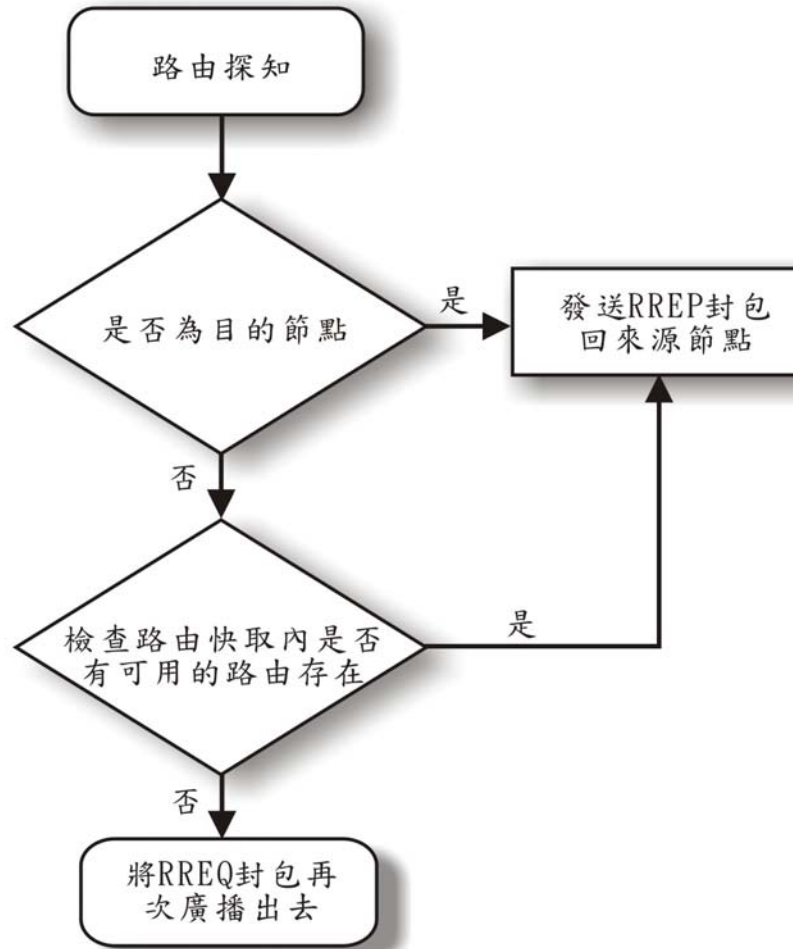 路由探知
是否為目的節點
是
發送RREP封包
回來源節點
否
檢查路由快取內是否
有可用的路由存在
是
否
將RREQ封包再
次廣播出去